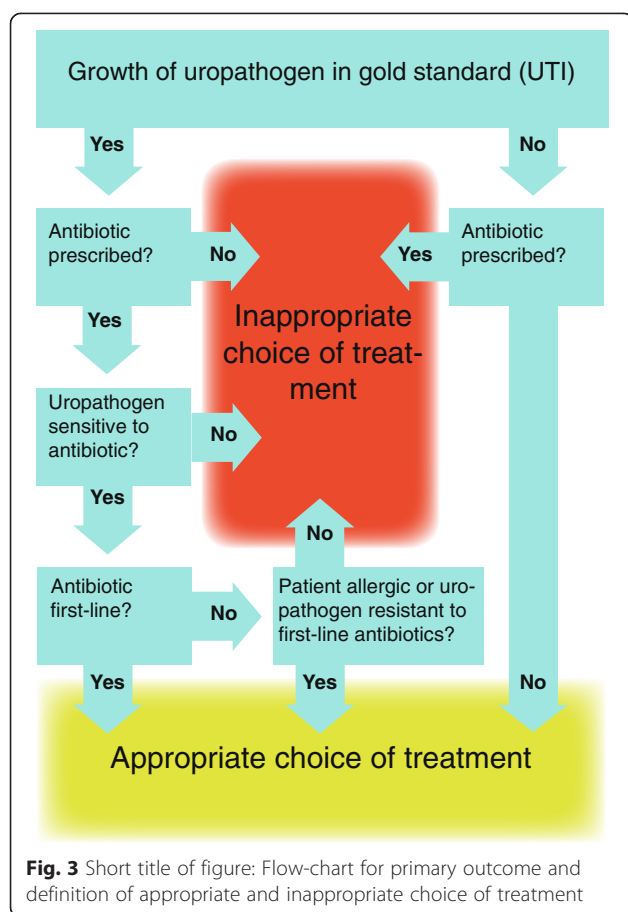 Growth of uropathogen in gold standard (UTI)
Yes
No
Antibiotic
prescribed?
No
Yes
Antibiotic
prescribed?
Yes
Inappropriate
choice of treat-
ment
Uropathogen
sensitive to
antibiotic?
No
Yes
No
Antibiotic
first-line?
No
Patient allergic or uro-
pathogen resistant to
first-line antibiotics?
Yes
Yes
No
Appropriate choice of treatment
Fig. 3 Short title of figure: Flow-chart for primary outcome and
definition of appropriate and inappropriate choice of treatment